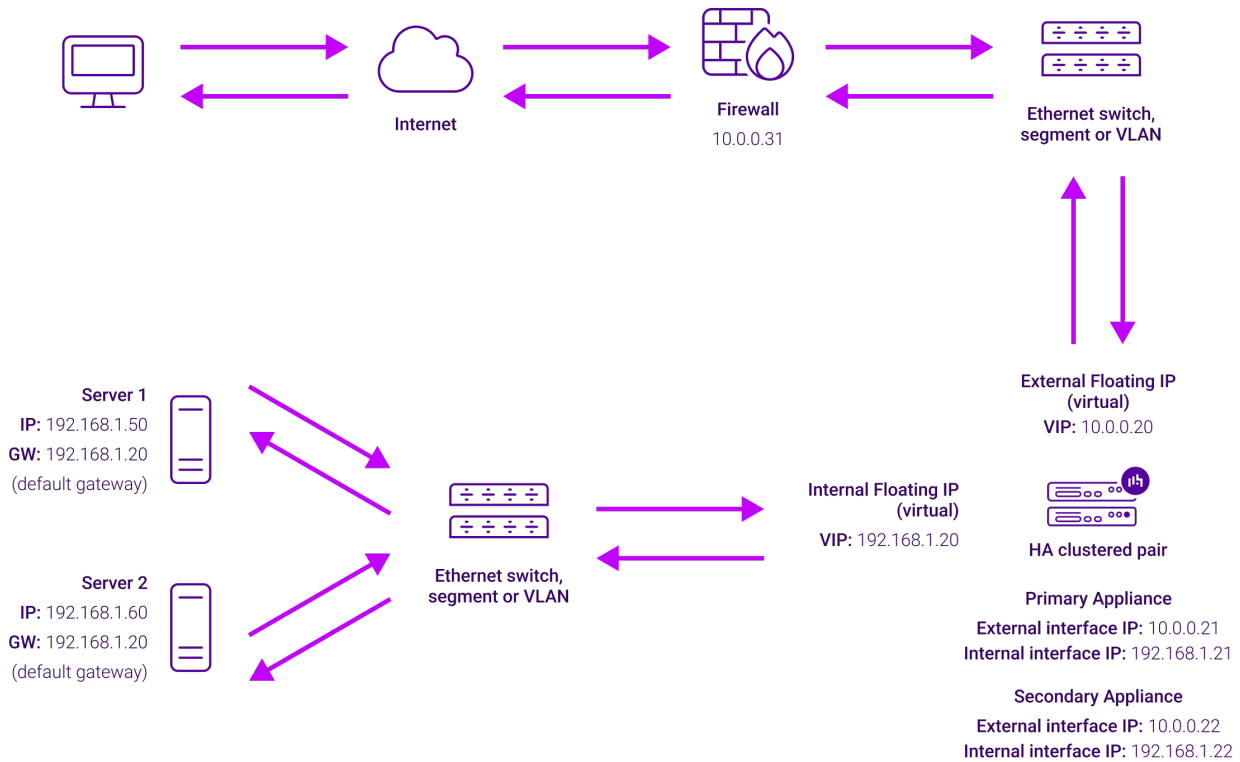 Internet
Firewall
10.0.0.31
Ethernet switch,
segment or VLAN
External Floating IP
(virtual)
VIP: 10.0.0.20
Server 1
IP: 192.168.1.50
GW: 192.168.1.20
(default gateway)
Internal Floating IP
(virtual)
VIP: 192.168.1.20
HA clustered pair
Ethernet switch,
segment or VLAN
Server 2
IP: 192.168.1.60
GW: 192.168.1.20
(default gateway)
Primary Appliance
External interface IP: 10.0.0.21
Internal interface IP: 192.168.1.21
Secondary Appliance
External interface IP: 10.0.0.22
Internal interface IP: 192.168.1.22